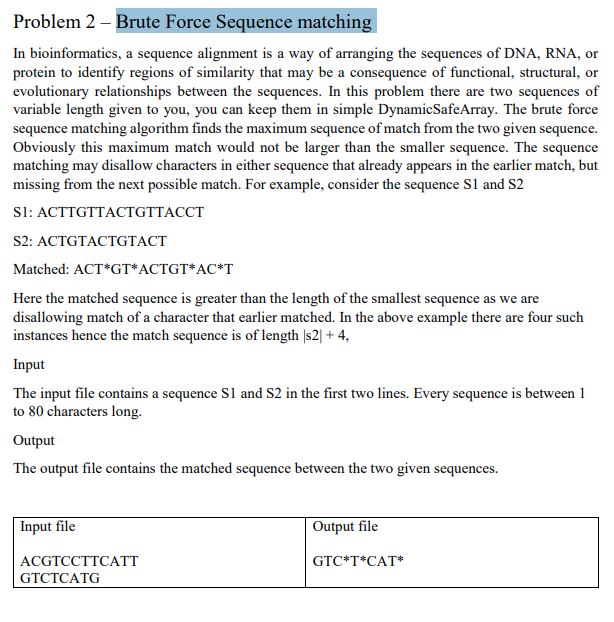 Problem 2 – Brute Force Sequence matching
In bioinformatics, a sequence alignment is a way of arranging the sequences of DNA, RNA, or
protein to identify regions of similarity that may be a consequence of functional, structural, or
evolutionary relationships between the sequences. In this problem there are two sequences of
variable length given to you, you can keep them in simple DynamicSafeArray. The brute force
sequence matching algorithm finds the maximum sequence of match from the two given sequence.
Obviously this maximum match would not be larger than the smaller sequence. The sequence
matching may disallow characters in either sequence that already appears in the earlier match, but
missing from the next possible match. For example, consider the sequence S1 and S2
S1: ACTTGTTACTGTTACCT
S2: ACTGTACTGTACT
Matched: ACT*GT*ACTGT*AC*T
Here the matched sequence is greater than the length of the smallest sequence as we are
disallowing match of a character that earlier matched. In the above example there are four such
instances hence the match sequence is of length |s2| + 4,
Input
The input file contains a sequence S1 and S2 in the first two lines. Every sequence is between 1
to 80 characters long.
Output
The output file contains the matched sequence between the two given sequences.
Input file
ACGTCCTTCATT
GTCTCATG
Output file
GTC*T*CAT*